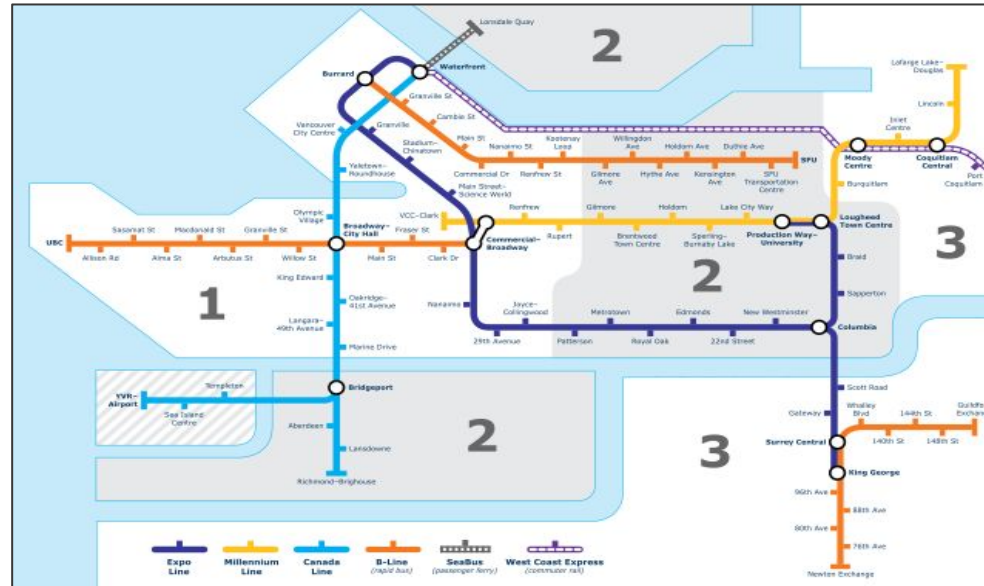 Lonsdale Quay
2
Waterfront
Burrard
Lafarge Lake–
Douglas
Lincoln
Inlet
Centre
Moody
Centre
Coquitlam
Central
Port
Coquitlam
Burquitlam
Granville St
Cambie St
Main St
Nanaimo St
Kootenay
Loop
Willingdon
Ave
Holdom Ave
Duthie Ave
SFU
Commercial Dr
Renfrew St
Gilmore
Ave
Hythe Ave
Kensington
Ave
SFU
Transportation
Centre
Vancouver
City Centre
Granville
Stadium–
Chinatown
Main Street–
Science World
Yaletown–
Roundhouse
Olympic
Village
Broadway–
City Hall
VCC–Clark
Commercial–
Broadway
Renfrew
Rupert
Gilmore
Brentwood
Town Centre
Holdom
Sperling–
Burnaby Lake
Lake City Way
Production Way–
University
Lougheed
Town Centre
3
UBC
Sasamat St
Macdonald St
Granville St
Fraser St
Allison Rd
Alma St
Arbutus St
Willow St
Main St
Clark Dr
1
King Edward
Oakridge–
41st Avenue
Langara–
49th Avenue
Marine Drive
2
Braid
Sapperton
Nanaimo
Joyce–
Collingwood
Metrotown
Edmonds
New Westminster
29th Avenue
Patterson
Royal Oak
22nd Street
Columbia
Bridgeport
Templeton
YVR–
Airport
Sea Island
Centre
Aberdeen
Lansdowne
2
Richmond–Brighouse
3
Scott Road
Gateway
Surrey Central
King George
Whalley
Blvd
144th St
Guildf
Exchan
140th St
148th St
96th Ave
88th Ave
80th Ave
76th Ave
Newton Exchange
Expo
Line
Millennium
Line
Canada
Line
B-Line
(rapid bus)
SeaBus
(passenger ferry)
West Coast Express
(commuter rail)